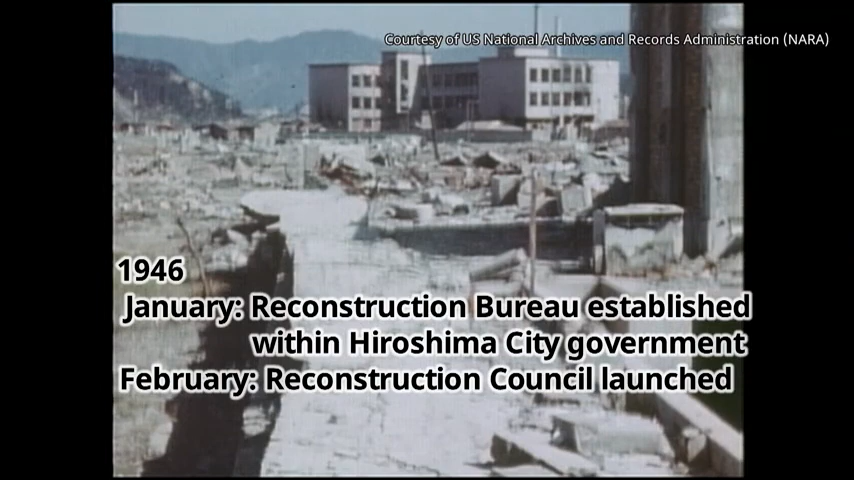 Courtesy of US National Archives and Records Administration (NARA)
1946
January: Reconstruction Bureau established
within Hiroshima City government
February: Reconstruction Council launched